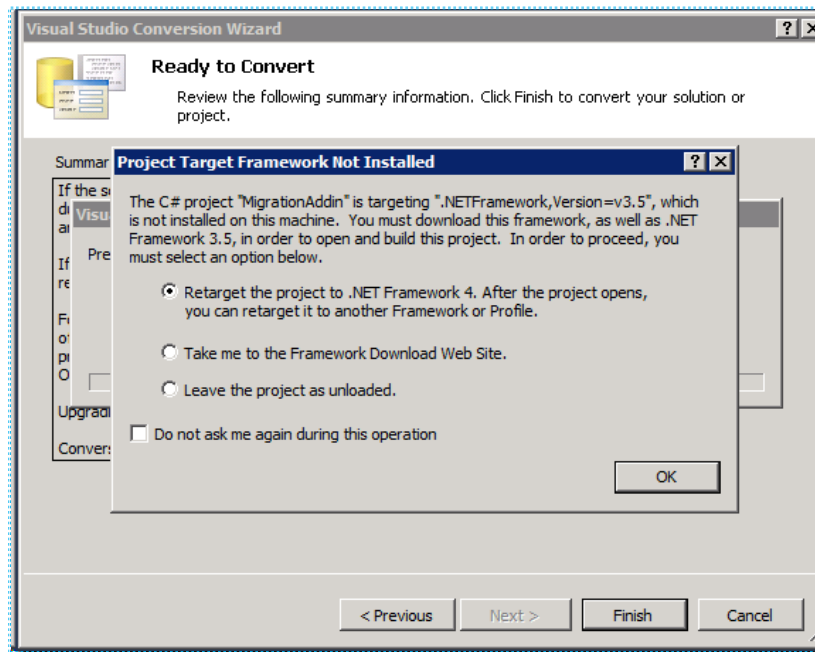 Visual Studio Conversion Wizard
Ready to Convert
Review the following summary information. Click Finish to convert your solution or
project.
Summar
Project Target Framework Not Installed
If the s
The C# project "MigrationAddin" is targeting ".NETFramework,Version=v3.5", which
is not installed on this machine. You must download this framework, as well as .NET
Framework 3.5, in order to open and build this project. In order to proceed, you
must select an option below.
Visu
Pre
If
re
Retarget the project to .NET Framework 4. After the project opens,
you can retarget it to another Framework or Profile.
Take me to the Framework Download Web Site.
Leave the project as unloaded.
Upgradi
Do not ask me again during this operation
Convers
OK
< Previous
Next >
Finish
Cancel